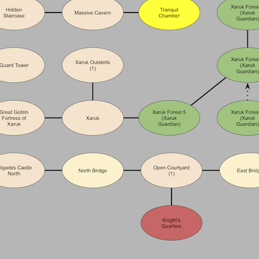 Hidden
Staircase
Massive Cavern
Tranquil
Chamber
Xaruk Forest
(Xaruk
Guardian)
Guard Tower
Xaruk Outskirts
(1)
Xaruk Forest
(Xaruk
Guardian)
Great Goblin
Fortress of
Xaruk
Xaruk
Xaruk Forest 5
(Xaruk
Guardian)
Xaruk Forest
(Xaruk
Guardian)
Castle
North
North Bridge
Open Courtyard
(1)
East Bridg
Knight's
Quarters